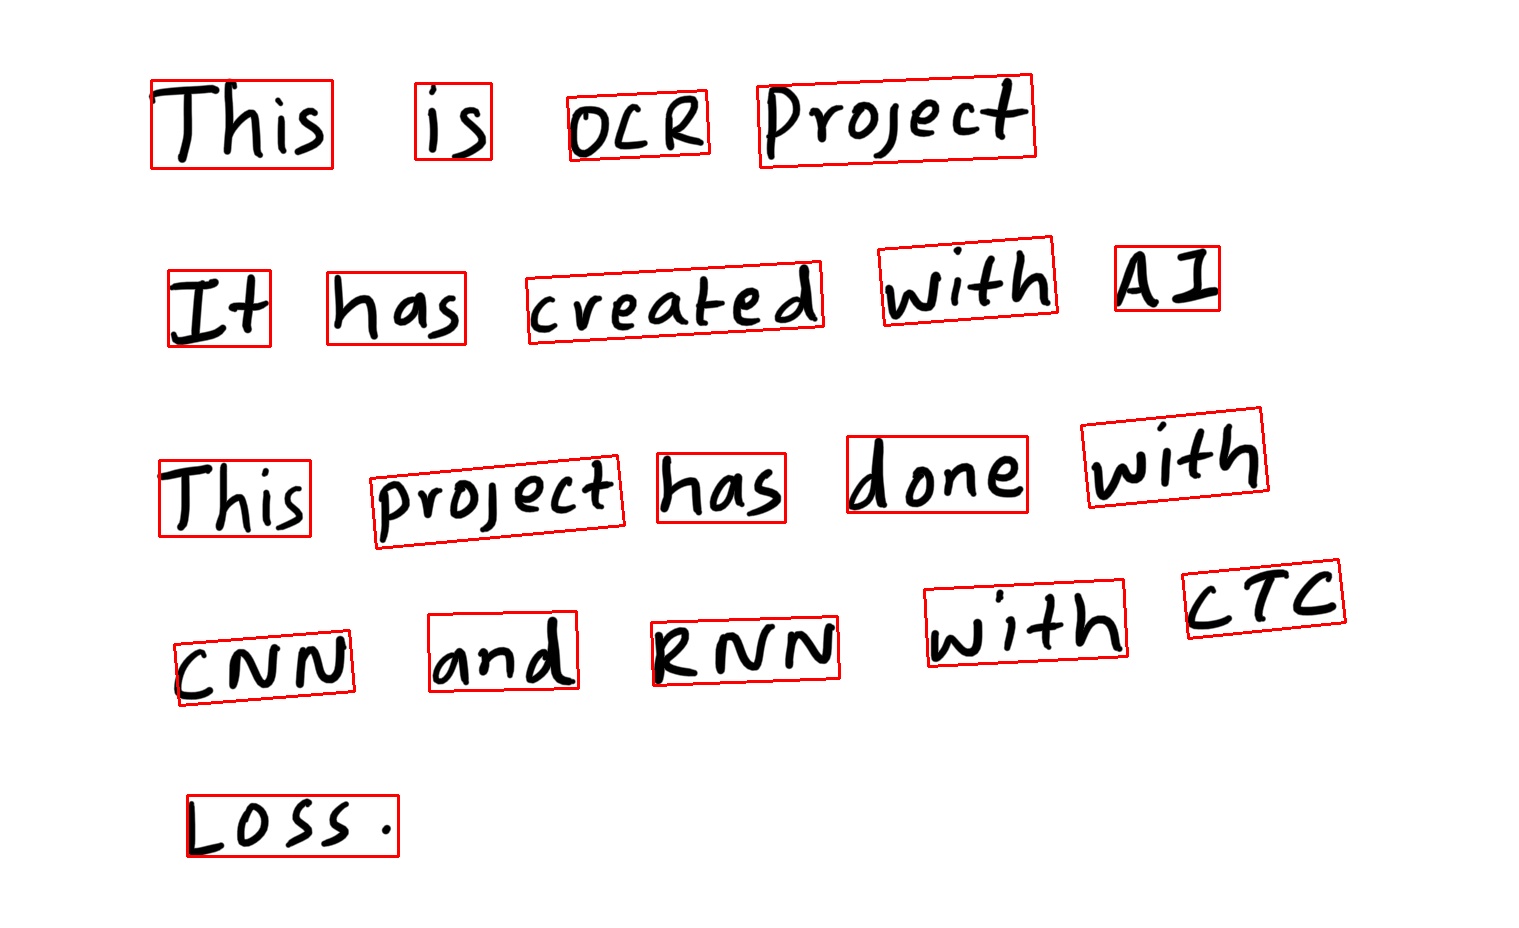 This is OCR Project
It has created with AI
This project has done with
CNN and RNN with CTC
Loss.